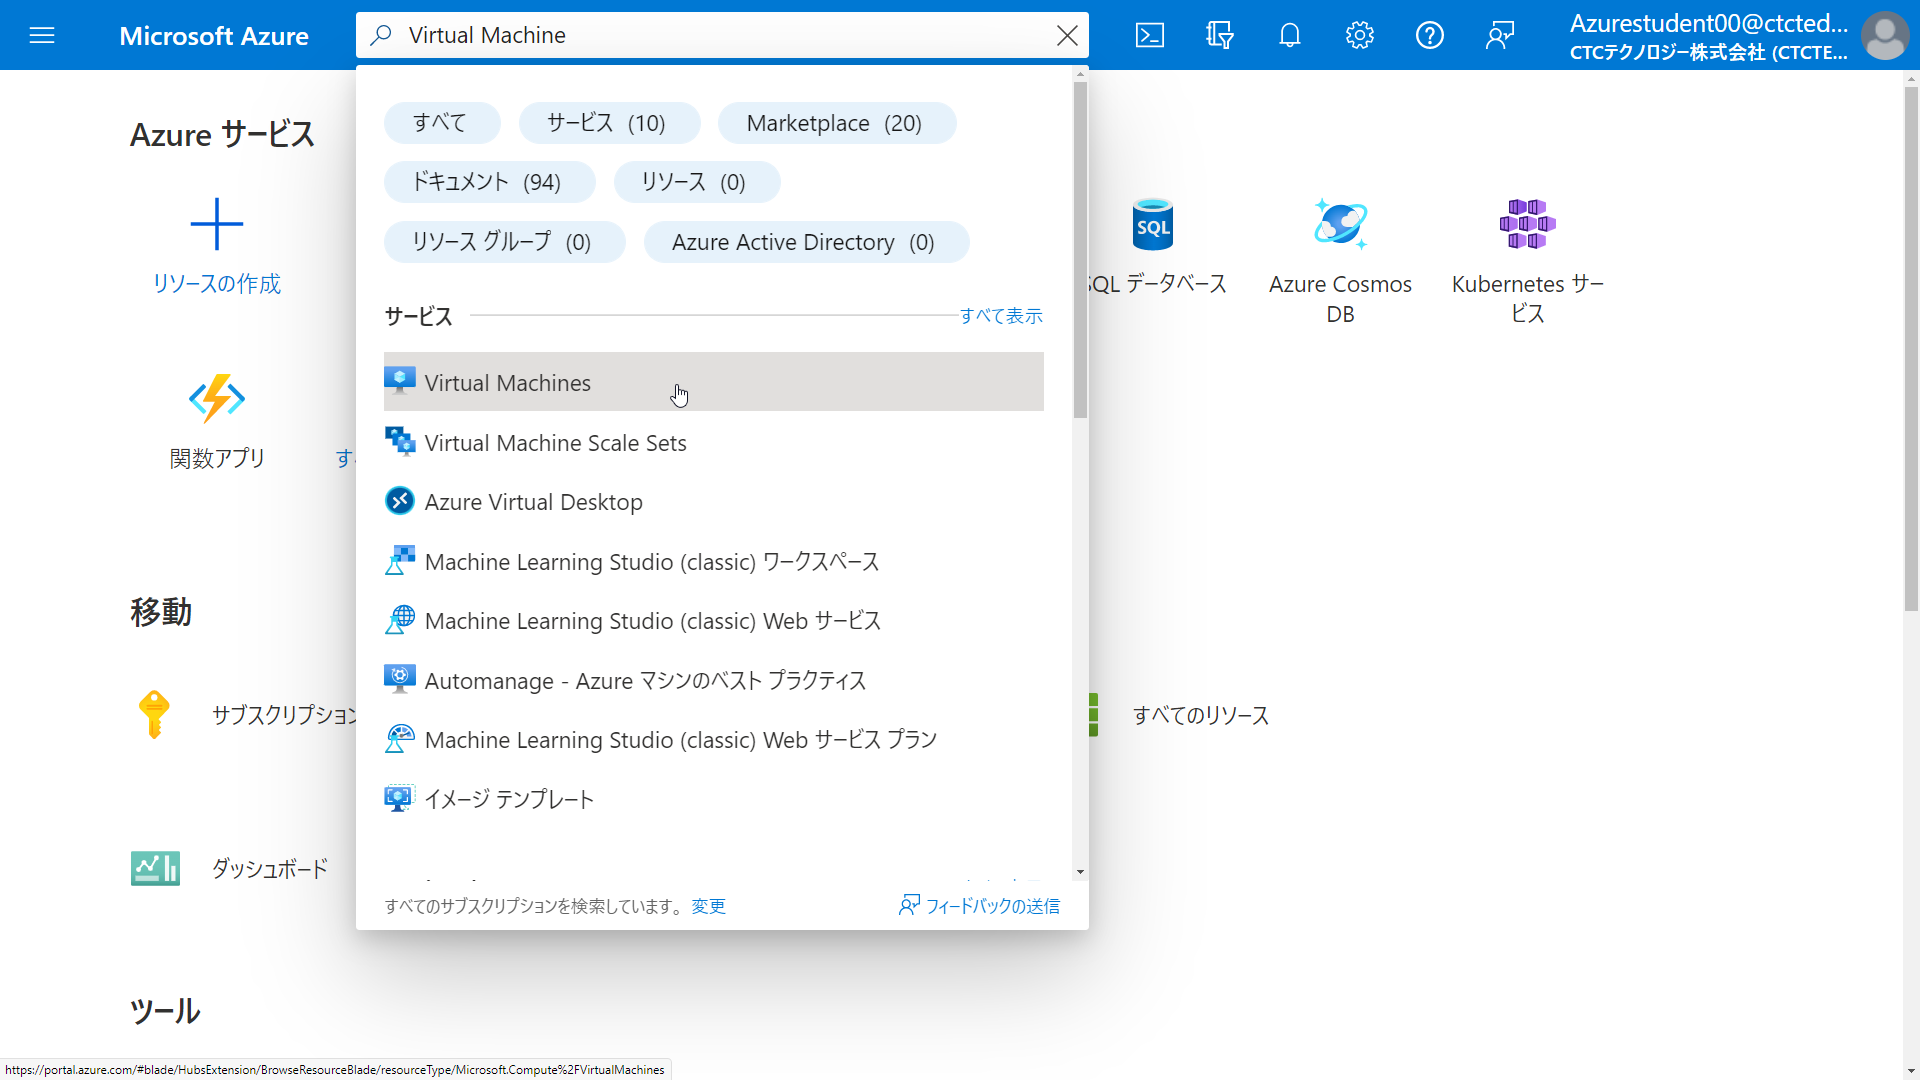 Microsoft Azure
Virtual Machine
Azurestudent00@ctcted...
CTCテクノロジー株式会社 (CTCTE...
すべて
サービス (10)
Marketplace (20)
ドキュメント (94)
リソース (0)
リソース グループ (0)
Azure Active Directory (0)
サービス
すべて表示
Virtual Machines
Virtual Machine Scale Sets
Azure Virtual Desktop
Machine Learning Studio (classic) ワークスペース
Machine Learning Studio (classic) Web サービス
Automanage - Azure マシンのベスト プラクティス
Machine Learning Studio (classic) Web サービス プラン
イメージ テンプレート
すべてのサブスクリプションを検索しています。 変更
フィードバックの送信
Azure サービス
リソースの作成
SQL
SQL データベース
Azure Cosmos
DB
Kubernetes サー
ビス
関数アプリ
す
移動
サブスクリプション
すべてのリソース
ダッシュボード
ツール
https://portal.azure.com/#blade/HubsExtension/BrowseResourceBlade/resourceType/Microsoft.Compute%2FVirtualMachines